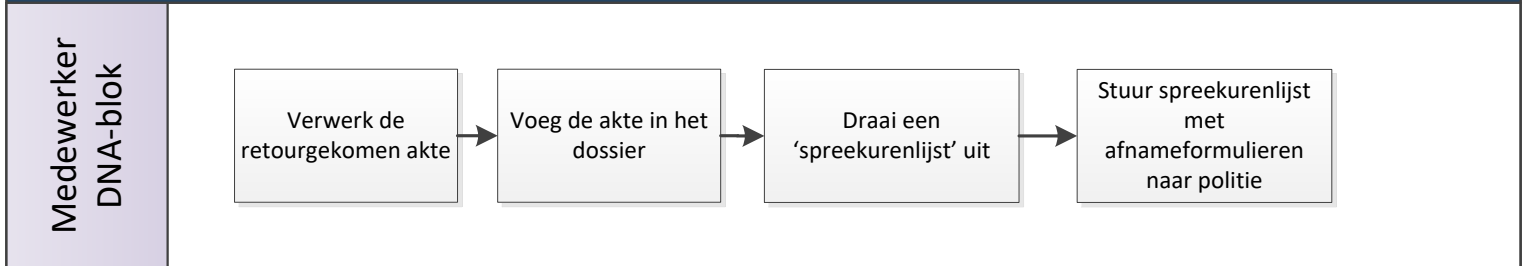 Medewerker
DNA-blok
Verwerk de
retourgekomen akte
Voeg de akte in het
dossier
Draai een
‘spreekurenlijst’ uit
Stuur spreekurenlijst
met
afnameformulieren
naar politie